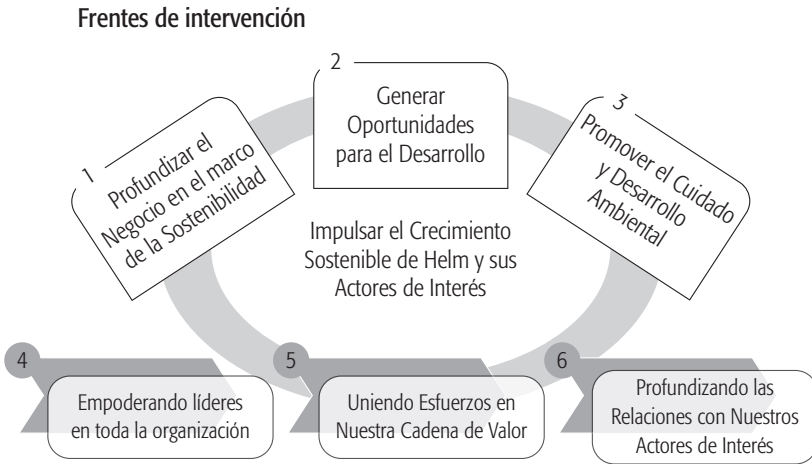 Frentes de intervención
1
Profundizar el
Negocio en el marco
de la Sostenibilidad
2
Generar
Oportunidades
para el Desarrollo
3
Promover el Cuidado
y Desarrollo
Ambiental
Impulsar el Crecimiento
Sostenible de Helm y sus
Actores de Interés
4
Empoderando líderes
en toda la organización
5
Uniendo Esfuerzos en
Nuestra Cadena de Valor
6
Profundizando las
Relaciones con Nuestros
Actores de Interés